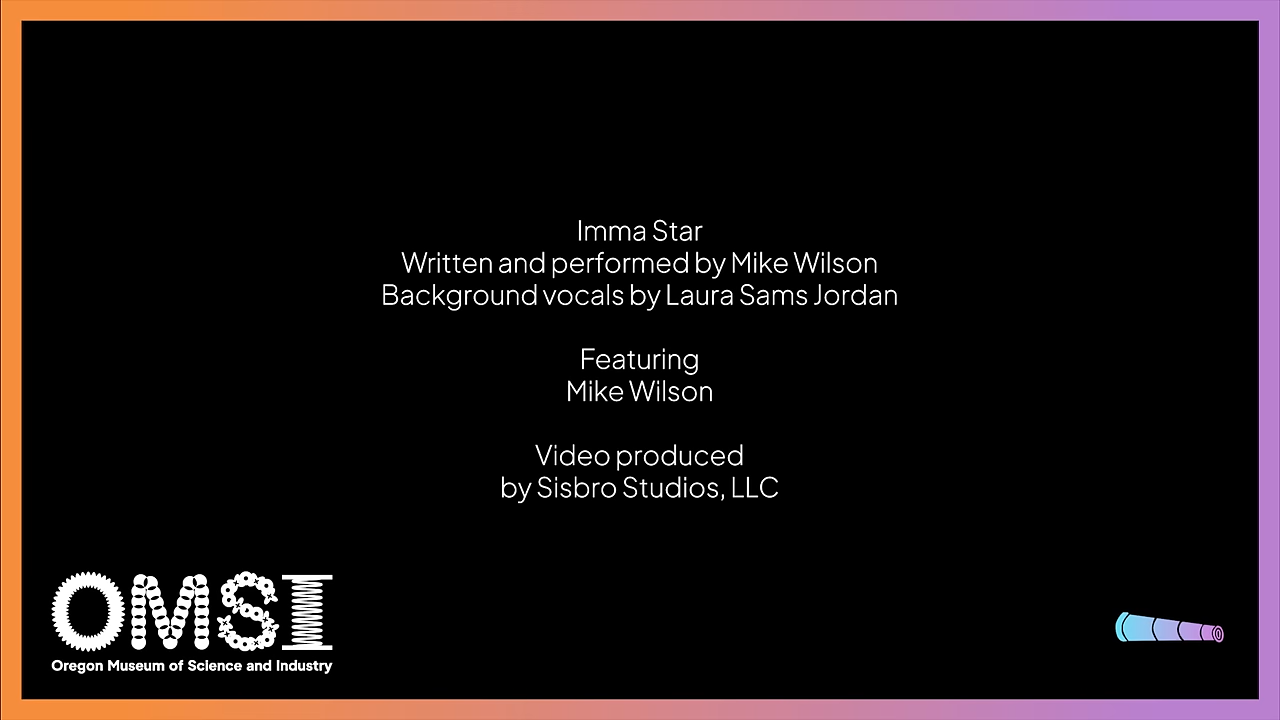 Imma Star
Written and performed by Mike Wilson
Background vocals by Laura Sams Jordan
Featuring
Mike Wilson
Video produced
by Sisbro Studios, LLC
OMSI
Oregon Museum of Science and Industry